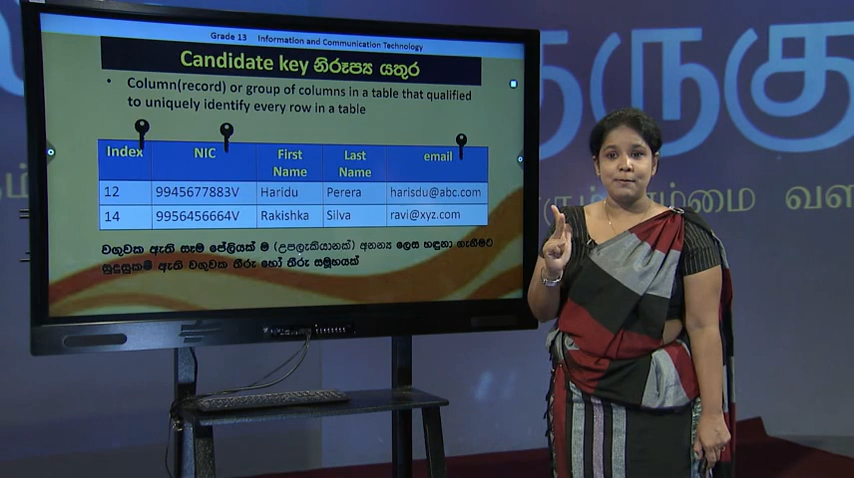 Grade 13 Information and Communication Technology
Candidate key නිරූප්‍ය යතුර
• Column(record) or group of columns in a table that qualified
to uniquely identify every row in a table
Index NIC First Name Last Name email
12 9945677883V Haridu Perera harisdu@abc.com
14 9956456664V Rakishka Silva ravi@xyz.com
වගුවක ඇති සෑම පේලියක් ම (උපලැකියානක්) අනන්‍ය ලෙස හඳුනා ගැනීමට
සුදුසුකම් ඇති වගුවක තීරු හෝ තීරු සමූහයක්
குருகு